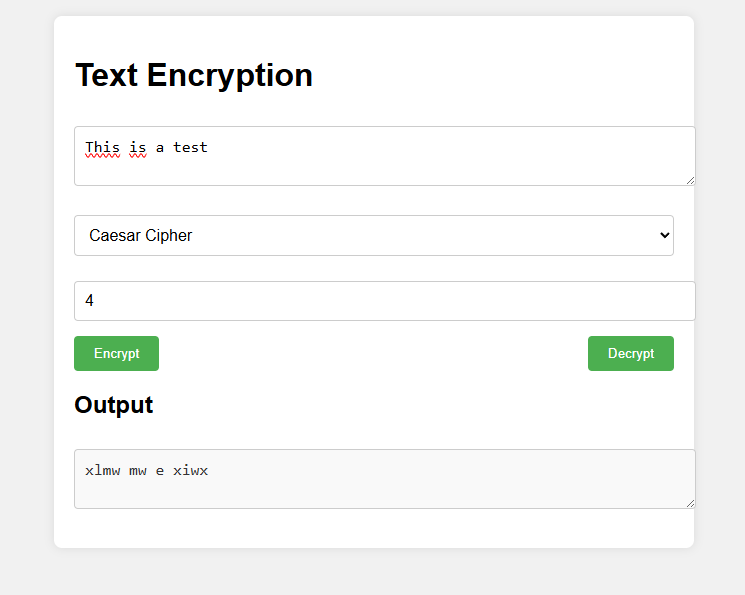 Text Encryption
This is a test
Caesar Cipher
4
Encrypt
Decrypt
Output
xlmw mw e xiwx